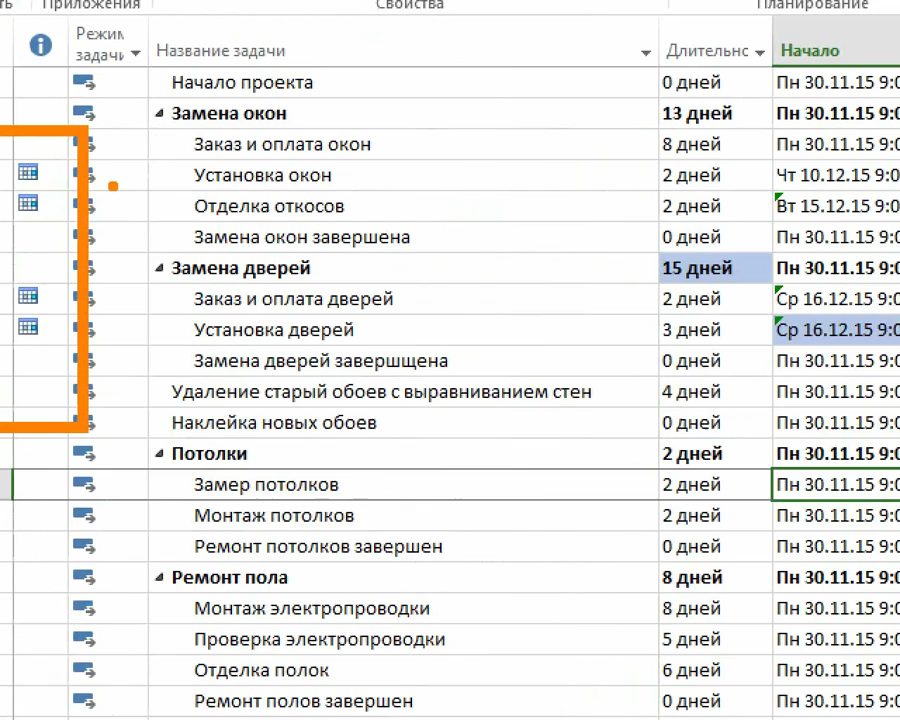 ть Приложения Свойства Планирование
Режим
задачи Название задачи Длительнс Начало
Начало проекта 0 дней Пн 30.11.15 9:0
Замена окон 13 дней Пн 30.11.15 9:0
Заказ и оплата окон 8 дней Пн 30.11.15 9:0
Установка окон 2 дней Чт 10.12.15 9:0
Отделка откосов 2 дней Вт 15.12.15 9:0
Замена окон завершена 0 дней Пн 30.11.15 9:0
Замена дверей 15 дней Пн 30.11.15 9:0
Заказ и оплата дверей 2 дней Ср 16.12.15 9:0
Установка дверей 3 дней Ср 16.12.15 9:0
Замена дверей завершщена 0 дней Пн 30.11.15 9:0
Удаление старый обоев с выравниванием стен 4 дней Пн 30.11.15 9:0
Наклейка новых обоев 0 дней Пн 30.11.15 9:0
Потолки 2 дней Пн 30.11.15 9:0
Замер потолков 2 дней Пн 30.11.15 9:0
Монтаж потолков 2 дней Пн 30.11.15 9:0
Ремонт потолков завершен 0 дней Пн 30.11.15 9:0
Ремонт пола 8 дней Пн 30.11.15 9:0
Монтаж электропроводки 8 дней Пн 30.11.15 9:0
Проверка электропроводки 5 дней Пн 30.11.15 9:0
Отделка полок 6 дней Пн 30.11.15 9:0
Ремонт полов завершен 0 дней Пн 30.11.15 9:0